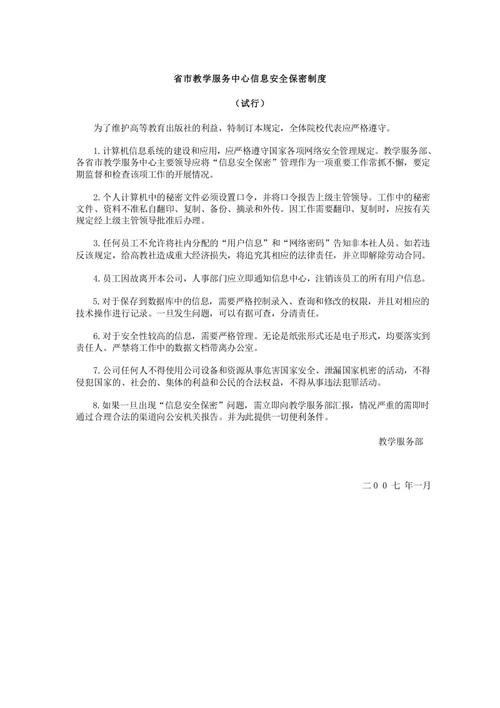 省市教学服务中心信息安全保密制度
（试行）
为了维护高等教育出版社的利益，特制订本规定，全体院校代表应严格遵守。
1.计算机信息系统的建设和应用，应严格遵守国家各项网络安全管理规定。教学服务部、
各省市教学服务中心主要领导应将“信息安全保密”管理作为一项重要工作常抓不懈，要定
期监督和检查该项工作的开展情况。
2.个人计算机中的秘密文件必须设置口令，并将口令报告上级主管领导。工作中的秘密
文件、资料不准私自翻印、复制、备份、摘录和外传。因工作需要翻印、复制时，应按有关
规定经上级主管领导批准后办理。
3.任何员工不允许将社内分配的“用户信息”和“网络密码”告知非本社人员。如若违
反该规定，给高教社造成重大经济损失，将追究其相应的法律责任，并立即解除劳动合同。
4.员工因故离开本公司，人事部门应立即通知信息中心，注销该员工的所有用户信息。
5.对于保存到数据库中的信息，需要严格控制录入、查询和修改的权限，并且对相应的
技术操作进行记录。一旦发生问题，可以有据可查，分清责任。
6.对于安全性较高的信息，需要严格管理。无论是纸张形式还是电子形式，均要落实到
责任人。严禁将工作中的数据文档带离办公室。
7.公司任何人不得使用公司设备和资源从事危害国家安全、泄漏国家机密的活动，不得
侵犯国家的、社会的、集体的利益和公民的合法权益，不得从事违法犯罪活动。
8.如果一旦出现“信息安全保密”问题，需立即向教学服务部汇报，情况严重的需即时
通过合理合法的渠道向公安机关报告。并为此提供一切便利条件。
教学服务部
二００七 年一月